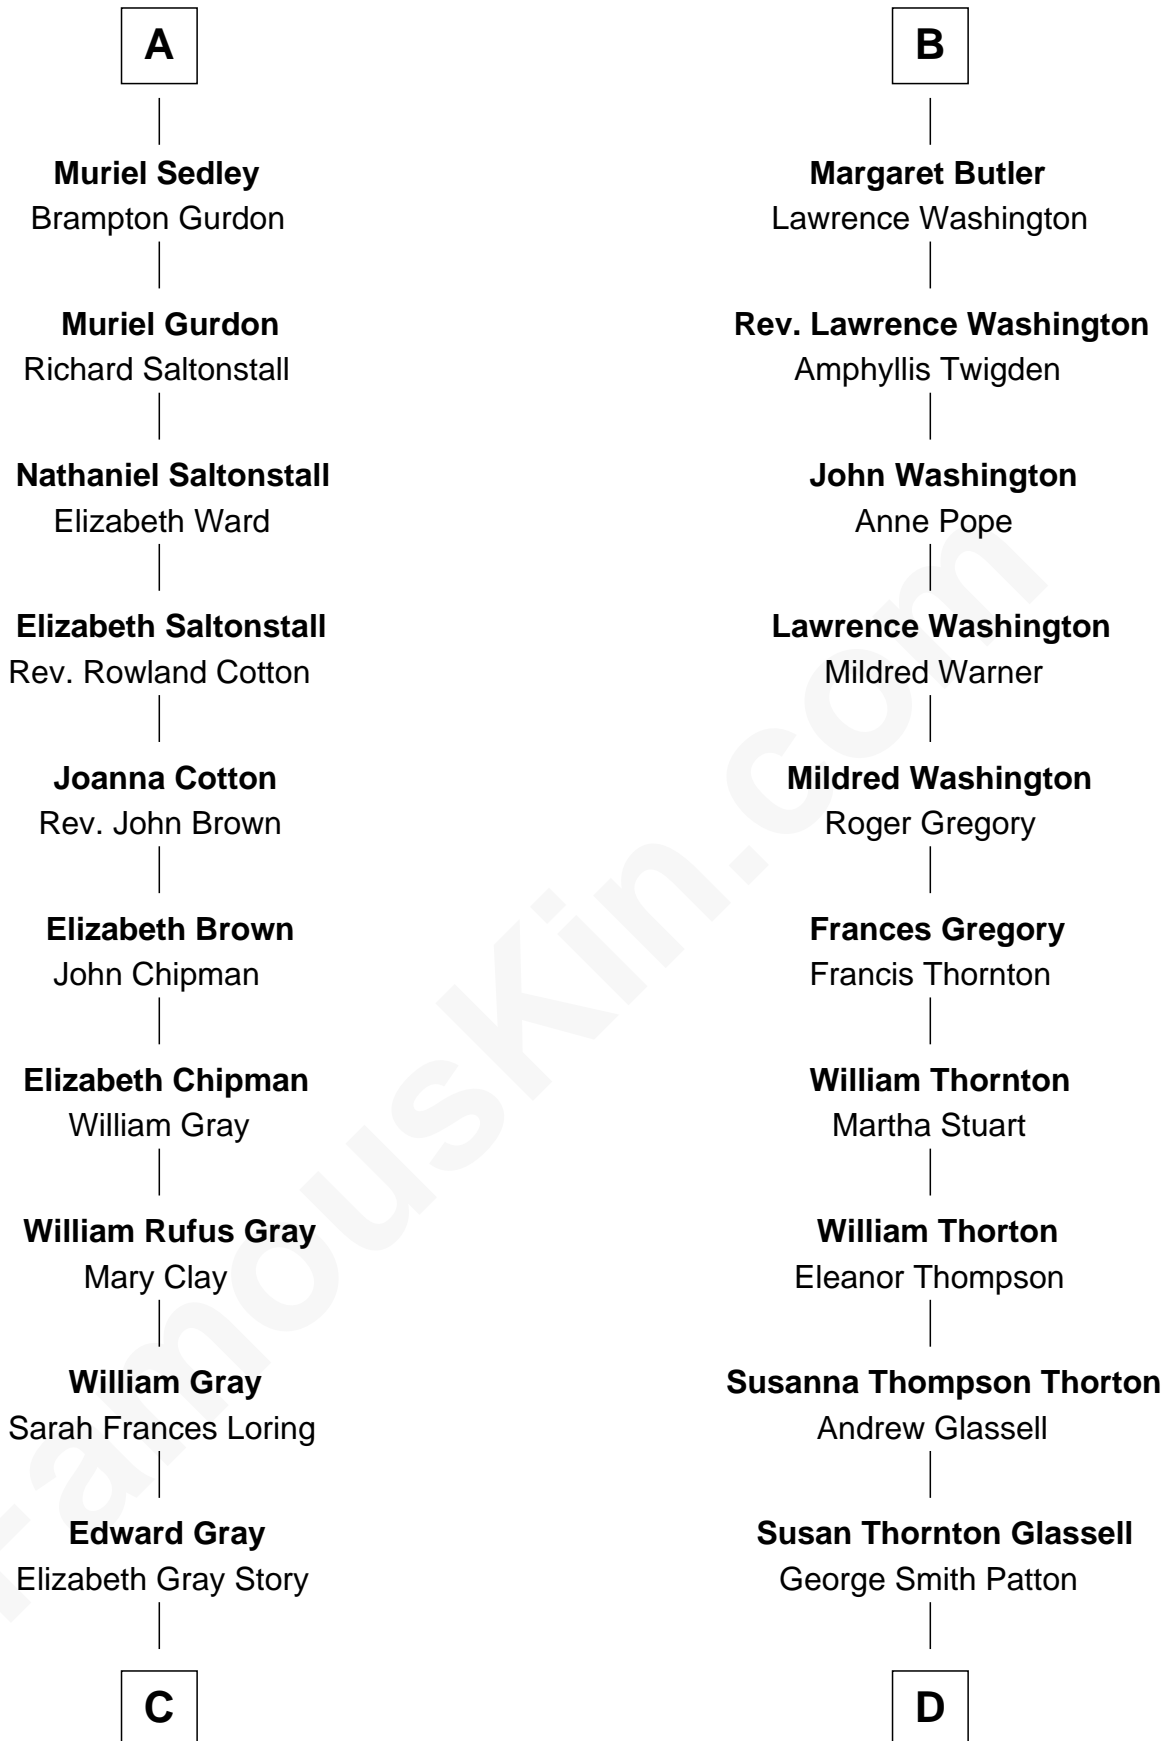 A
Muriel Sedley
Brampton Gurdon
Muriel Gurdon
Richard Saltonstall
Nathaniel Saltonstall
Elizabeth Ward
Elizabeth Saltonstall
Rev. Rowland Cotton
Joanna Cotton
Rev. John Brown
Elizabeth Brown
John Chipman
Elizabeth Chipman
William Gray
William Rufus Gray
Mary Clay
William Gray
Sarah Frances Loring
Edward Gray
Elizabeth Gray Story
C
B
Margaret Butler
Lawrence Washington
Rev. Lawrence Washington
Amphyllis Twigden
John Washington
Anne Pope
Lawrence Washington
Mildred Warner
Mildred Washington
Roger Gregory
Frances Gregory
Francis Thornton
William Thornton
Martha Stuart
William Thorton
Eleanor Thompson
Susanna Thompson Thorton
Andrew Glassell
Susan Thornton Glassell
George Smith Patton
D
FamousKin.com